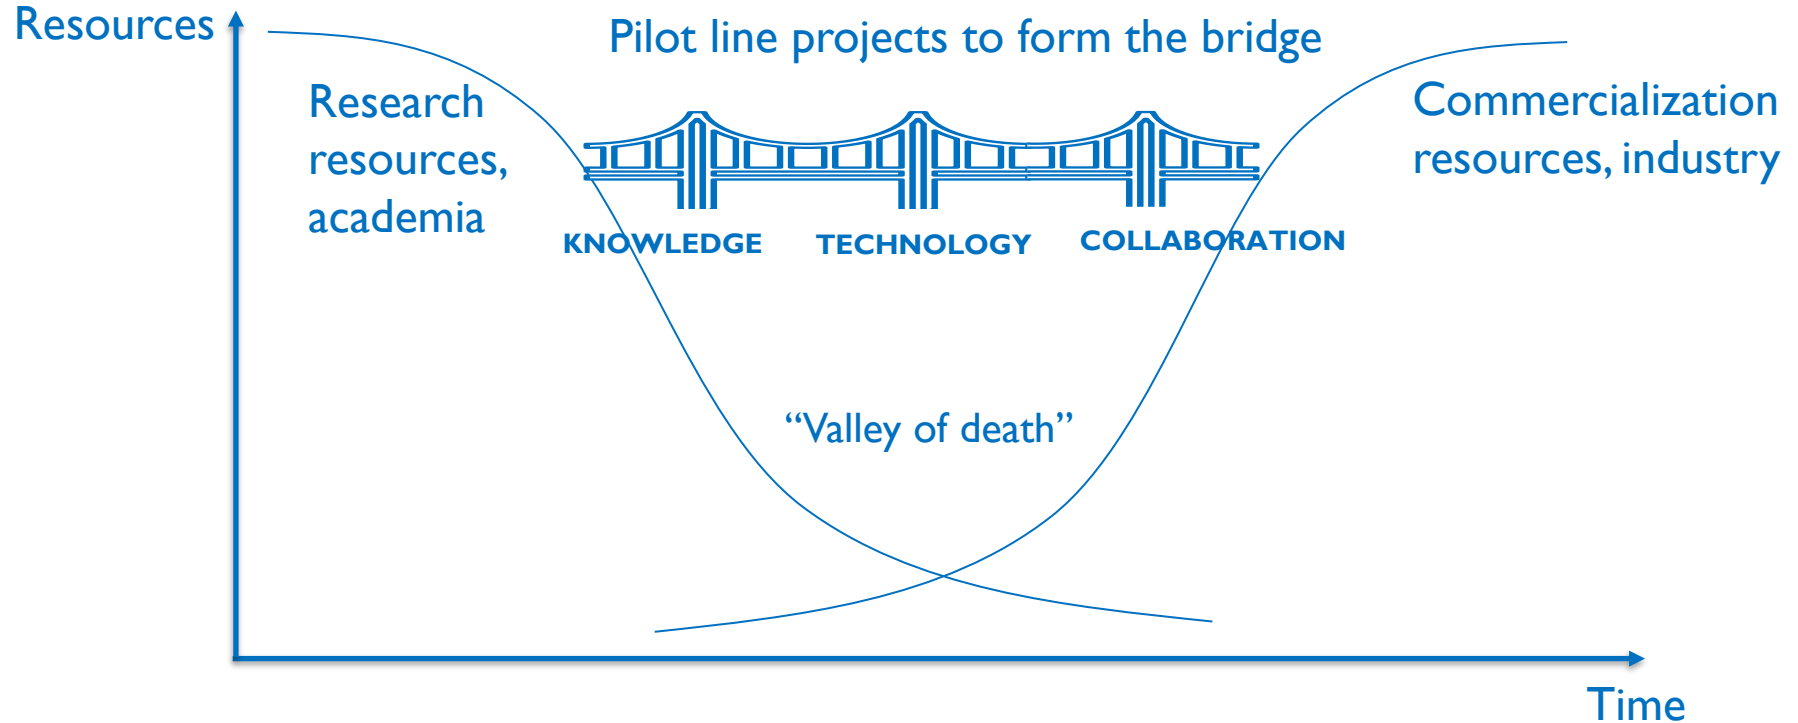 Resources
Pilot line projects to form the bridge
Research
resources,
academia
Commercialization
resources, industry
KNOWLEDGE
TECHNOLOGY
COLLABORATION
“Valley of death”
Time